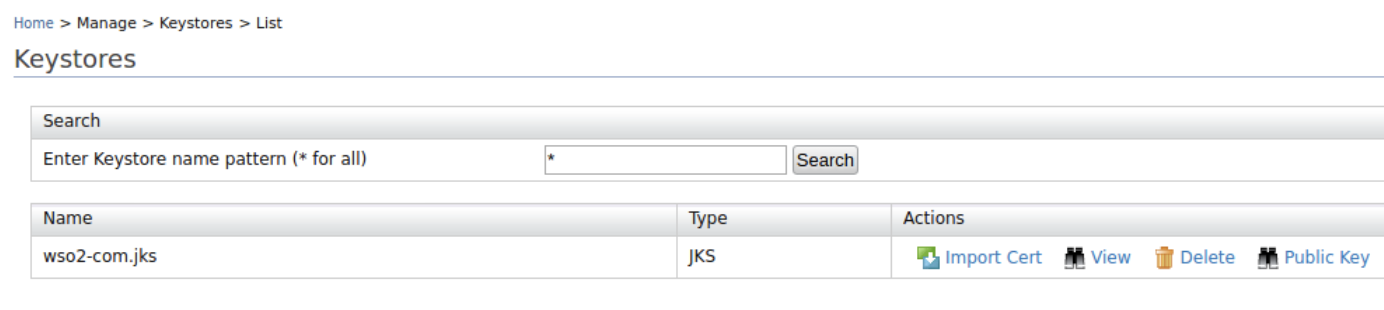 Home > Manage > Keystores > List
Keystores
Search
Enter Keystore name pattern (* for all) * Search
Name Type Actions
wso2-com.jks JKS Import Cert View Delete Public Key